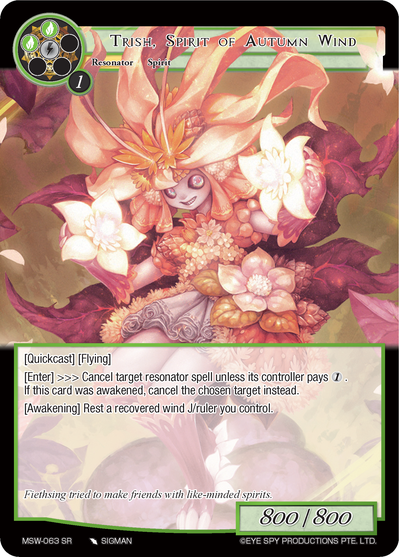 Trish, Spirit of Autumn Wind
Resonator Spirit
1
[Quickcast] [Flying]
[Enter] >>> Cancel target resonator spell unless its controller pays 1 .
If this card was awakened, cancel the chosen target instead.
[Awakening] Rest a recovered wind J/ruler you control.
Fiethsing tried to make friends with like-minded spirits.
800/800
MSW-063 SR SIGMAN ©EYE SPY PRODUCTIONS PTE. LTD.